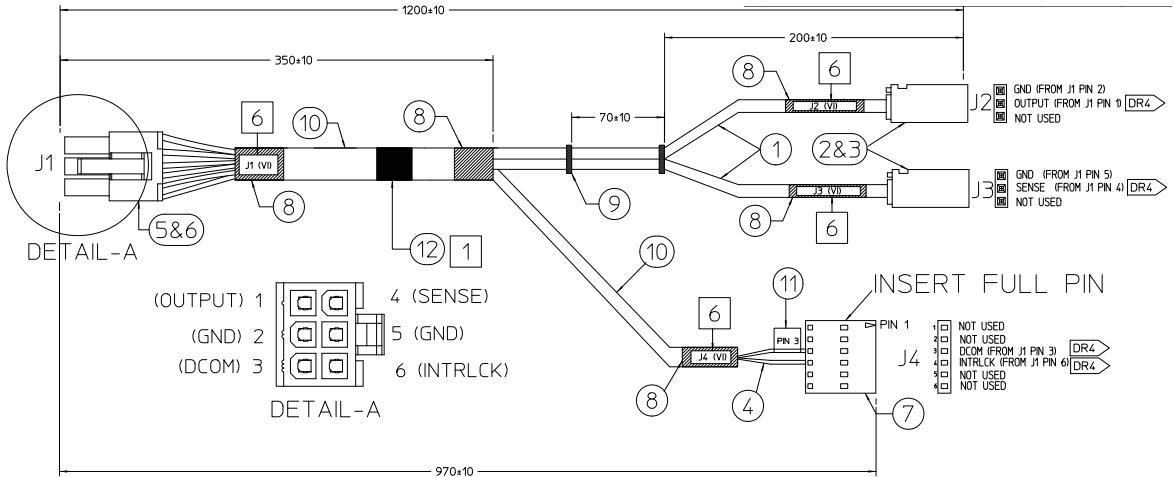 1200±10
200±10
350±10
8
6
J2 (VI)
J2
GND (FROM J1 PIN 2)
OUTPUT (FROM J1 PIN 1) DR4
NOT USED
6
10
8
70±10
1
2&3
J1
J1 (VI)
8
5&6
DETAIL-A
12
1
9
8
J3 (VI)
6
J3
GND (FROM J1 PIN 5)
SENSE (FROM J1 PIN 4) DR4
NOT USED
10
11
INSERT FULL PIN
(OUTPUT) 1
4 (SENSE)
(GND) 2
5 (GND)
(DCOM) 3
6 (INTRLCK)
DETAIL-A
6
J4 (VI)
8
PIN 3
4
PIN 1
7
J4
1 NOT USED
2 NOT USED
3 DCOM (FROM J1 PIN 3) DR4
4 INTRLCK (FROM J1 PIN 6) DR4
5 NOT USED
6 NOT USED
970±10